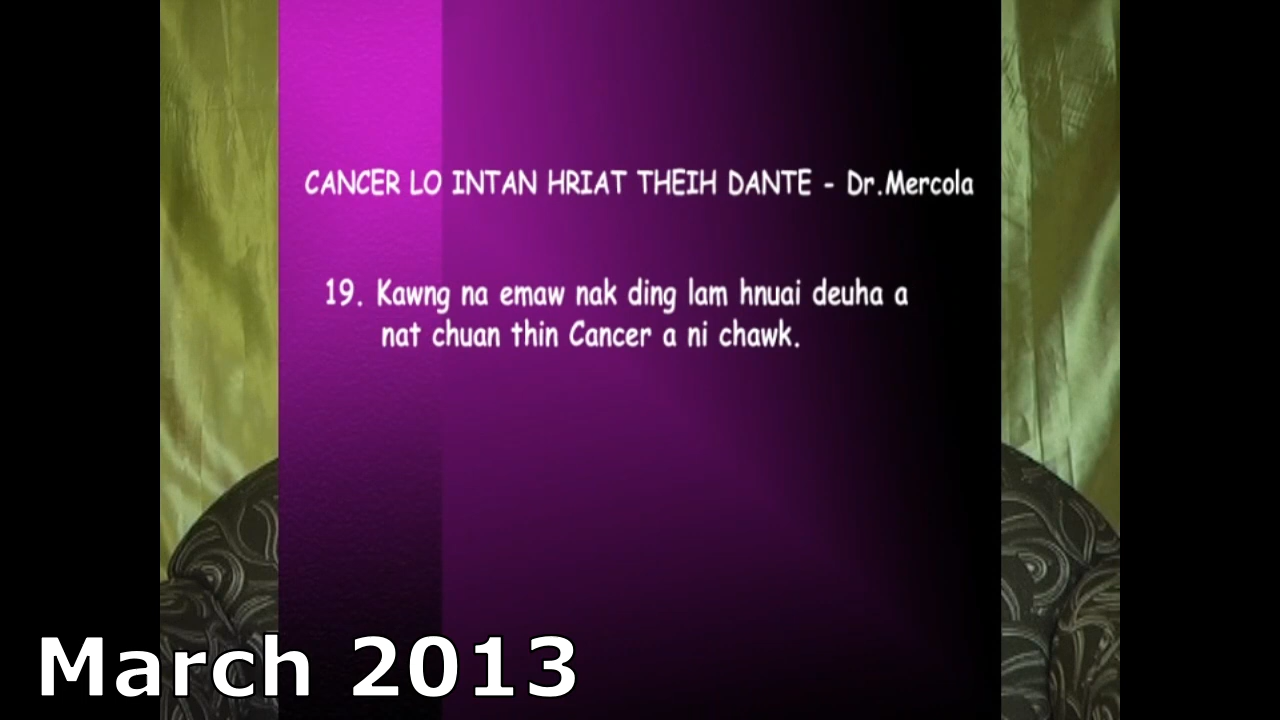 CANCER LO INTAN HRIAT THEIH DANTE - Dr.Mercola
19. Kawng na emaw nak ding lam hnuai deuha a
nat chuan thin Cancer a ni chawk.
March 2013